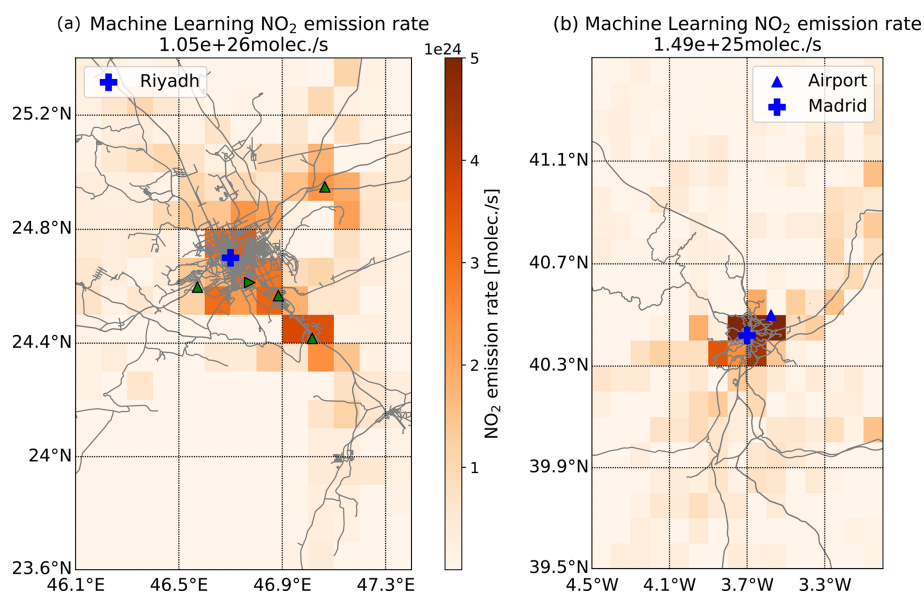 (a) Machine Learning NO₂ emission rate
1.05e+26molec./s
Riyadh
25.2°N
24.8°N
24.4°N
24°N
23.6°N
46.1°E 46.5°E 46.9°E 47.3°E
1e24
5
4
3
2
1
NO₂ emission rate [molec./s]
(b) Machine Learning NO₂ emission rate
1.49e+25molec./s
Airport
Madrid
41.1°N
40.7°N
40.3°N
39.9°N
39.5°N
4.5°W 4.1°W 3.7°W 3.3°W